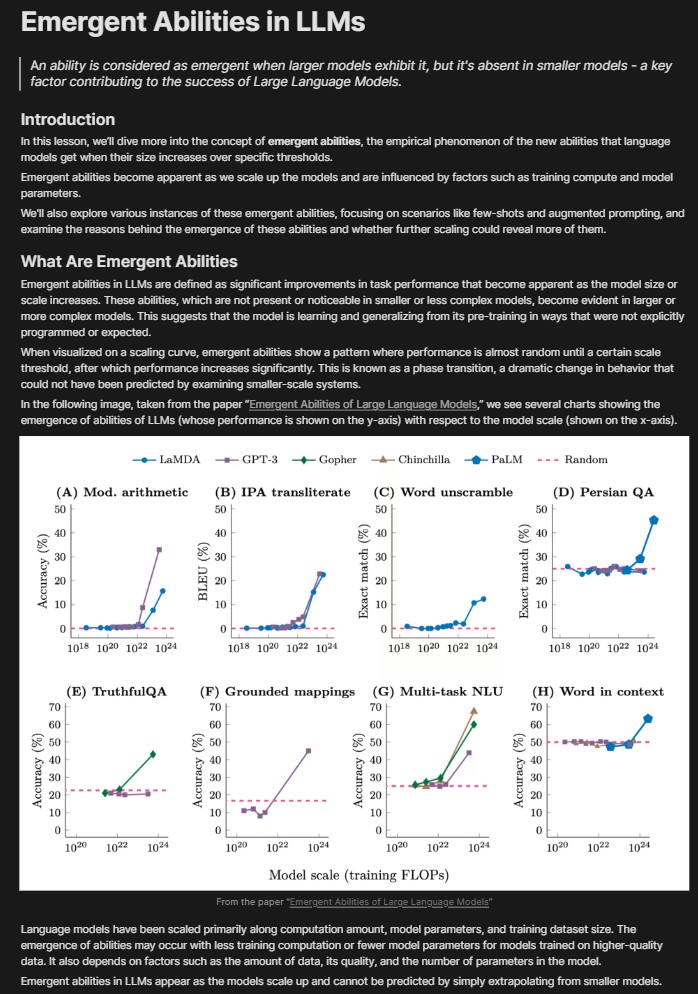 Emergent Abilities in LLMs
An ability is considered as emergent when larger models exhibit it, but it's absent in smaller models - a key
factor contributing to the success of Large Language Models.
Introduction
In this lesson, we'll dive more into the concept of emergent abilities, the empirical phenomenon of the new abilities that language
models get when their size increases over specific thresholds.
Emergent abilities become apparent as we scale up the models and are influenced by factors such as training compute and model
parameters.
We'll also explore various instances of these emergent abilities, focusing on scenarios like few-shots and augmented prompting, and
examine the reasons behind the emergence of these abilities and whether further scaling could reveal more of them.
What Are Emergent Abilities
Emergent abilities in LLMs are defined as significant improvements in task performance that become apparent as the model size or
scale increases. These abilities, which are not present or noticeable in smaller or less complex models, become evident in larger or
more complex models. This suggests that the model is learning and generalizing from its pre-training in ways that were not explicitly
programmed or expected.
When visualized on a scaling curve, emergent abilities show a pattern where performance is almost random until a certain scale
threshold, after which performance increases significantly. This is known as a phase transition, a dramatic change in behavior that
could not have been predicted by examining smaller-scale systems.
In the following image, taken from the paper “Emergent Abilities of Large Language Models,” we see several charts showing the
emergence of abilities of LLMs (whose performance is shown on the y-axis) with respect to the model scale (shown on the x-axis).
LaMDA GPT-3 Gopher Chinchilla PaLM Random
(A) Mod. arithmetic (B) IPA transliterate (C) Word unscramble (D) Persian QA
Accuracy (%) BLEU (%) Exact match (%) Exact match (%)
50 50 50 50
40 40 40 40
30 30 30 30
20 20 20 20
10 10 10 10
0 0 0 0
10^18 10^20 10^22 10^24 10^18 10^20 10^22 10^24 10^18 10^20 10^22 10^24 10^18 10^20 10^22 10^24
(E) TruthfulQA (F) Grounded mappings (G) Multi-task NLU (H) Word in context
Accuracy (%) Accuracy (%) Accuracy (%) Accuracy (%)
70 70 70 70
60 60 60 60
50 50 50 50
40 40 40 40
30 30 30 30
20 20 20 20
10 10 10 10
0 0 0 0
10^20 10^22 10^24 10^20 10^22 10^24 10^20 10^22 10^24 10^20 10^22 10^24
Model scale (training FLOPs)
From the paper “Emergent Abilities of Large Language Models”
Language models have been scaled primarily along computation amount, model parameters, and training dataset size. The
emergence of abilities may occur with less training computation or fewer model parameters for models trained on higher-quality
data. It also depends on factors such as the amount of data, its quality, and the number of parameters in the model.
Emergent abilities in LLMs appear as the models scale up and cannot be predicted by simply extrapolating from smaller models.